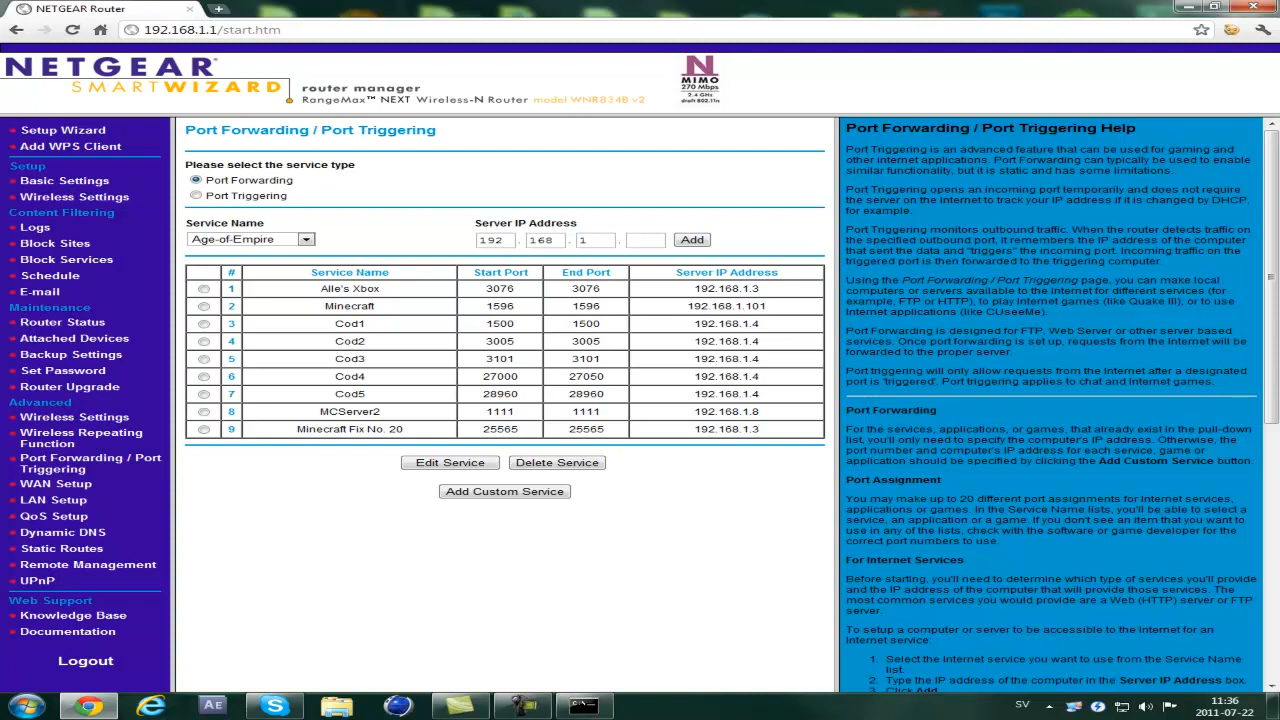 NETGEAR Router
192.168.1.1/start.htm
NETGEAR®
SMARTWIZARD
router manager
RangeMax™ NEXT Wireless-N Router model WNR834B v2
N
MIMO
270 Mbps
2.4 GHz
draft 802.11n
Setup Wizard
Add WPS Client
Setup
Basic Settings
Wireless Settings
Content Filtering
Logs
Block Sites
Block Services
Schedule
E-mail
Maintenance
Router Status
Attached Devices
Backup Settings
Set Password
Router Upgrade
Advanced
Wireless Settings
Wireless Repeating
Function
Port Forwarding / Port
Triggering
WAN Setup
LAN Setup
QoS Setup
Dynamic DNS
Static Routes
Remote Management
UPnP
Web Support
Knowledge Base
Documentation
Logout
Port Forwarding / Port Triggering
Please select the service type
Port Forwarding
Port Triggering
Service Name Server IP Address
Age-of-Empire 192 . 168 . 1 . Add
# Service Name Start Port End Port Server IP Address
1 Alle's Xbox 3076 3076 192.168.1.3
2 Minecraft 1596 1596 192.168.1.101
3 Cod1 1500 1500 192.168.1.4
4 Cod2 3005 3005 192.168.1.4
5 Cod3 3101 3101 192.168.1.4
6 Cod4 27000 27050 192.168.1.4
7 Cod5 28960 28960 192.168.1.4
8 MCServer2 1111 1111 192.168.1.8
9 Minecraft Fix No. 20 25565 25565 192.168.1.3
Edit Service Delete Service
Add Custom Service
Port Forwarding / Port Triggering Help
Port Triggering is an advanced feature that can be used for gaming and
other internet applications. Port Forwarding can typically be used to enable
similar functionality, but it is static and has some limitations.
Port Triggering opens an incoming port temporarily and does not require
the server on the internet to track your IP address if it is changed by DHCP,
for example.
Port Triggering monitors outbound traffic. When the router detects traffic on
the specified outbound port, it remembers the IP address of the computer
that sent the data and "triggers" the incoming port. Incoming traffic on the
triggered port is then forwarded to the triggering computer.
Using the Port Forwarding / Port Triggering page, you can make local
computers or servers available to the Internet for different services (for
example, FTP or HTTP), to play Internet games (like Quake III), or to use
Internet applications (like CUseeMe).
Port Forwarding is designed for FTP, Web Server or other server based
services. Once port forwarding is set up, requests from the Internet will be
forwarded to the proper server.
Port triggering will only allow requests from the Internet after a designated
port is 'triggered'. Port triggering applies to chat and Internet games.
Port Forwarding
For the services, applications, or games, that already exist in the pull-down
list, you'll only need to specify the computer's IP address. Otherwise, the
port number and computer's IP address for each service, game or
application should be specified by clicking the Add Custom Service button.
Port Assignment
You may make up to 20 different port assignments for Internet services,
applications or games. In the Service Name lists, you'll be able to select a
service, an application or a game. If you don't see an item that you want to
use in any of the lists, check with the software or game developer for the
correct port numbers to use.
For Internet Services
Before starting, you'll need to determine which type of services you'll provide
and the IP address of the computer that will provide those services. The
most common services you would provide are a Web (HTTP) server or FTP
server.
To setup a computer or server to be accessible to the Internet for an
Internet service:
1. Select the Internet service you want to use from the Service Name
list.
2. Type the IP address of the computer in the Server IP Address box.
3. Click Add.
Ae
SV
11:36
2011-07-22